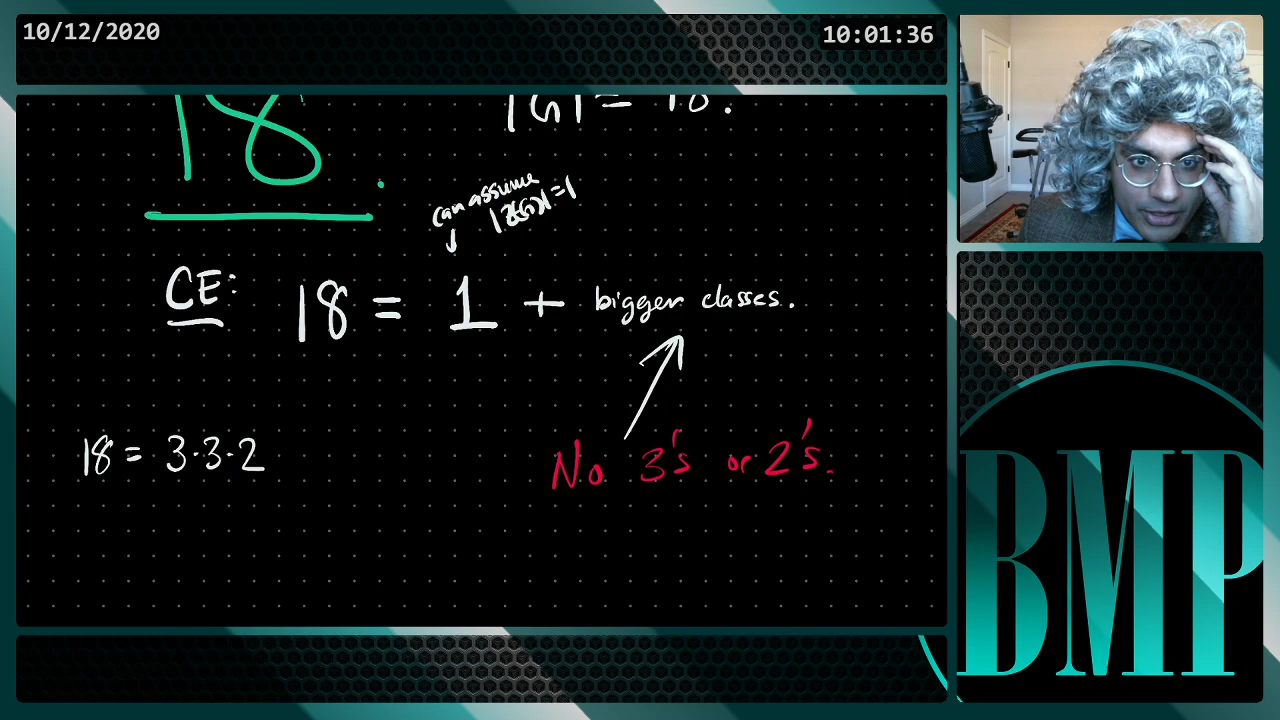 10/12/2020
10:01:36
18.
|G| = 18.
can assume
|Z(G)|=1
CE: 18 = 1 + bigger classes.
18 = 3·3·2
No 3's or 2's.
BMP